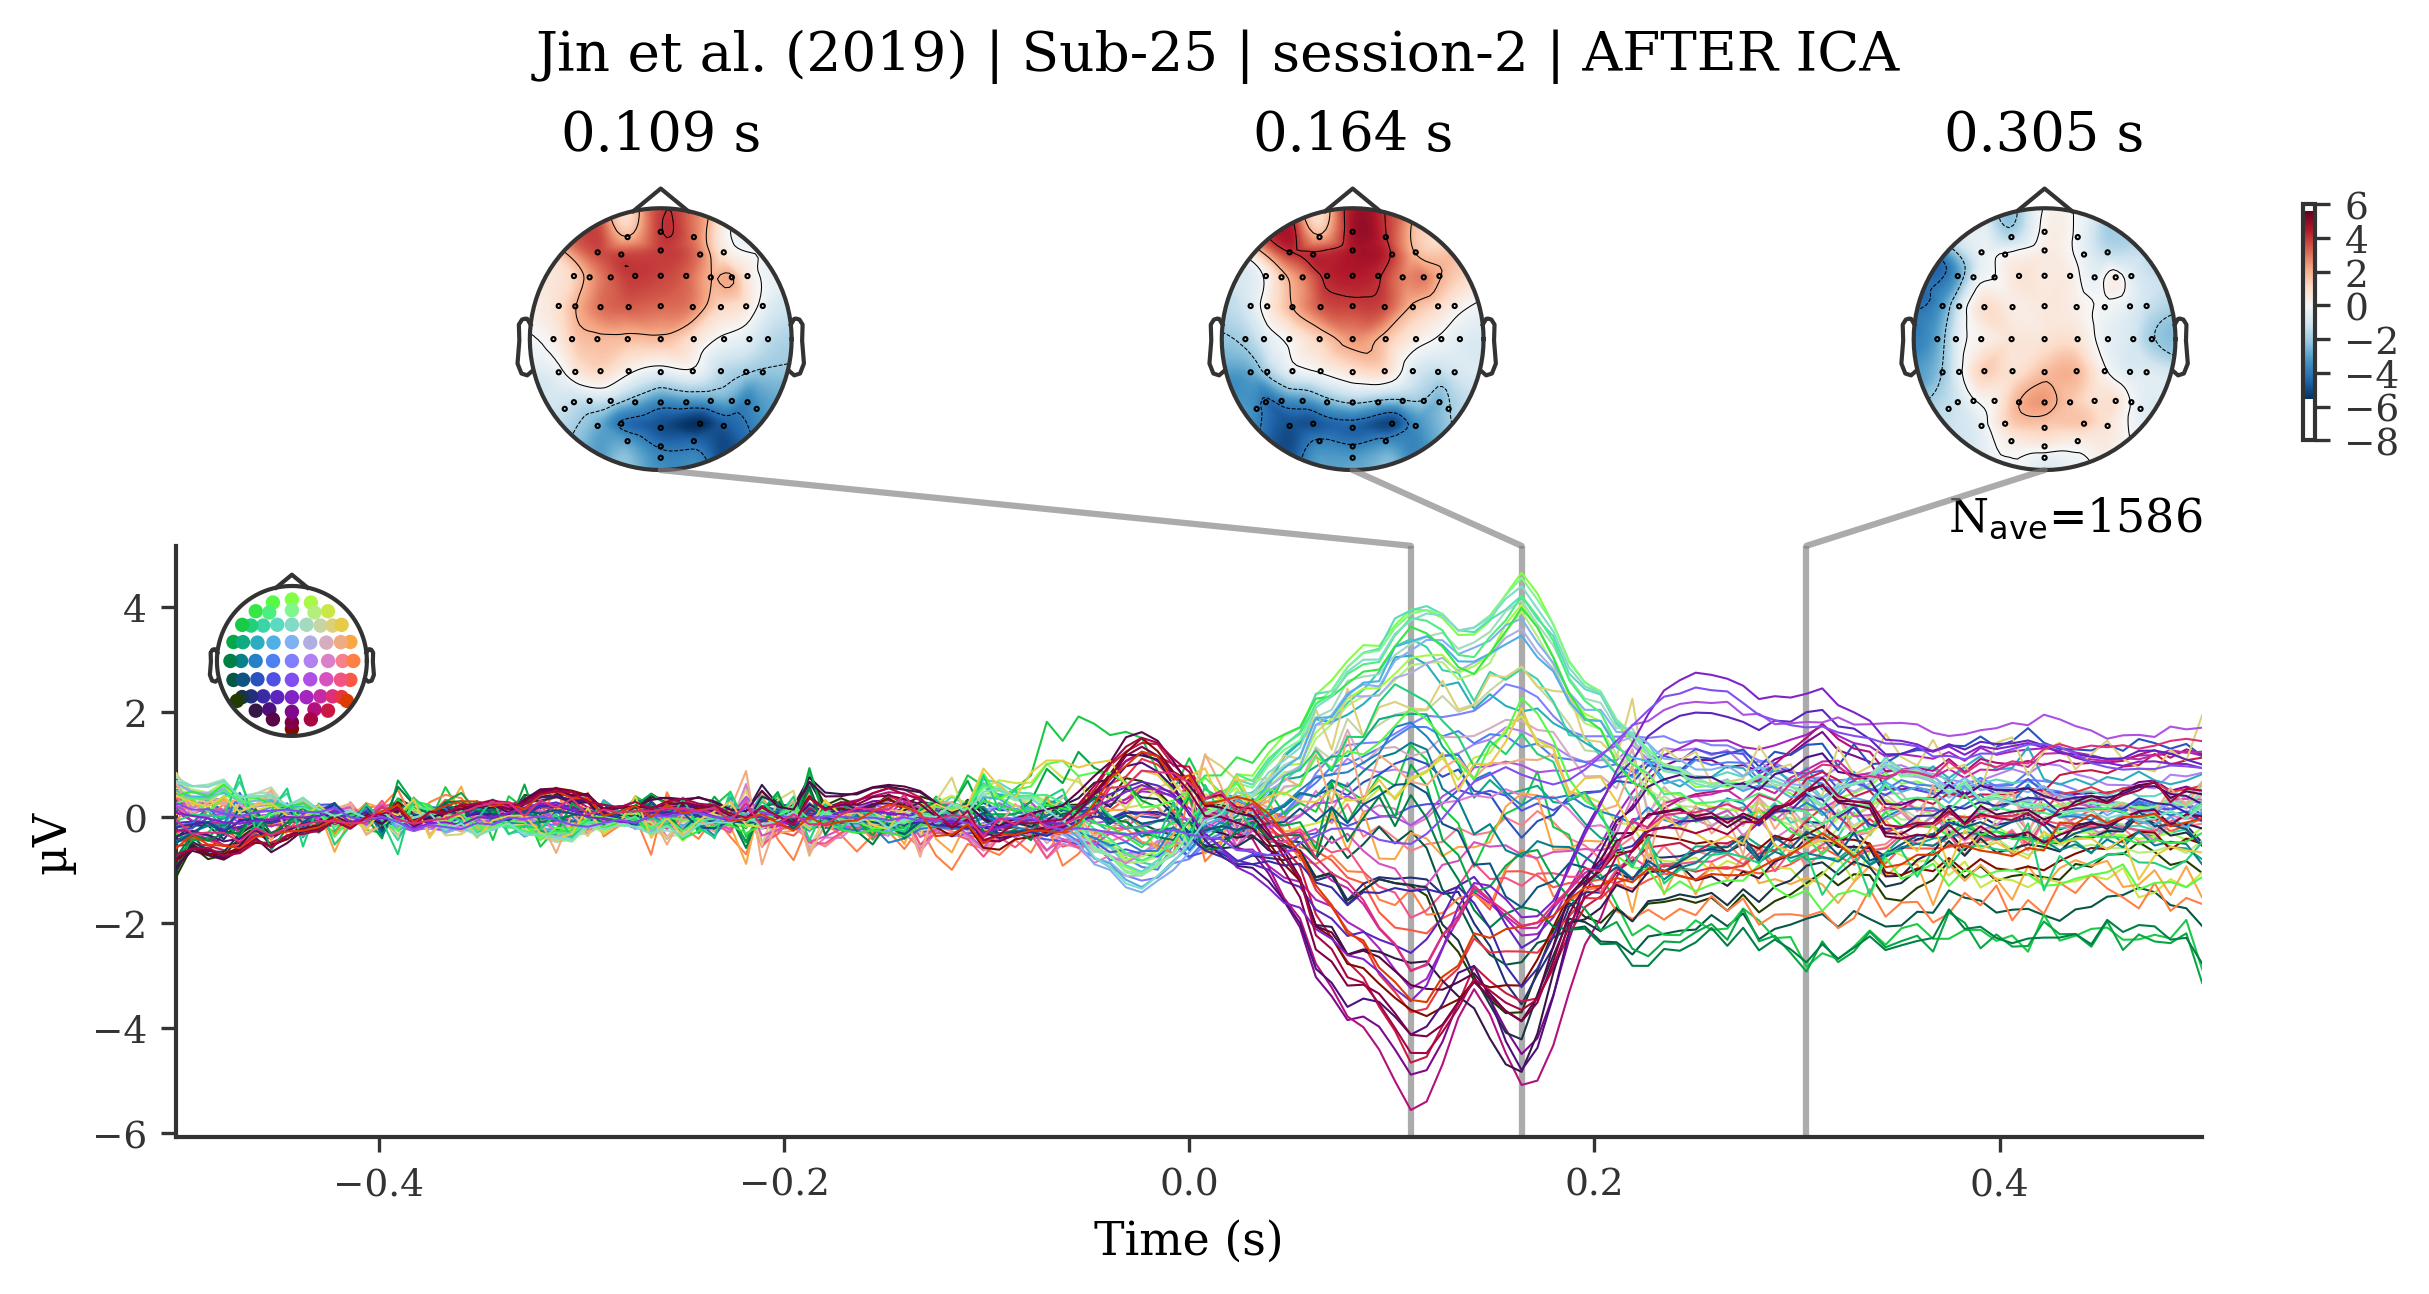 Jin et al. (2019) | Sub-25 | session-2 | AFTER ICA
0.109 s
0.164 s
0.305 s
6
4
2
0
−2
−4
−6
−8
Nave=1586
4
2
0
−2
−4
−6
µV
−0.4
−0.2
0.0
0.2
0.4
Time (s)